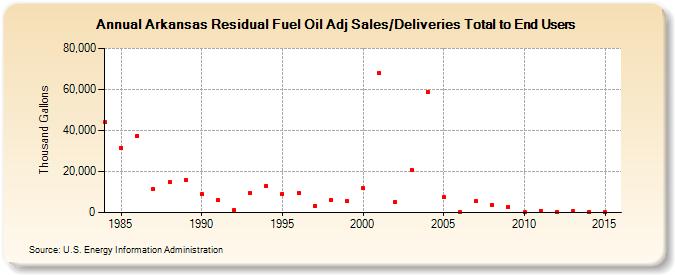 Annual Arkansas Residual Fuel Oil Adj Sales/Deliveries Total to End Users
Thousand Gallons
80,000
60,000
40,000
20,000
0
1985 1990 1995 2000 2005 2010 2015
Source: U.S. Energy Information Administration